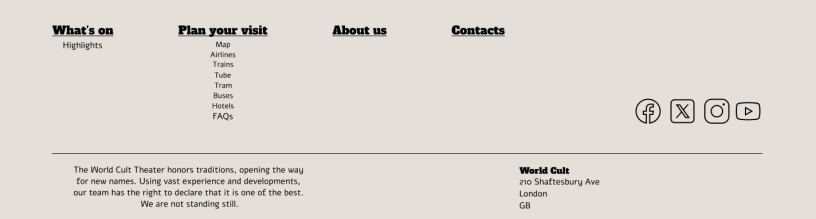 What's on
Highlights
Plan your visit
Map
Airlines
Trains
Tube
Tram
Buses
Hotels
FAQs
About us
Contacts
The World Cult Theater honors traditions, opening the way
for new names. Using vast experience and developments,
our team has the right to declare that it is one of the best.
We are not standing still.
World Cult
210 Shaftesbury Ave
London
GB